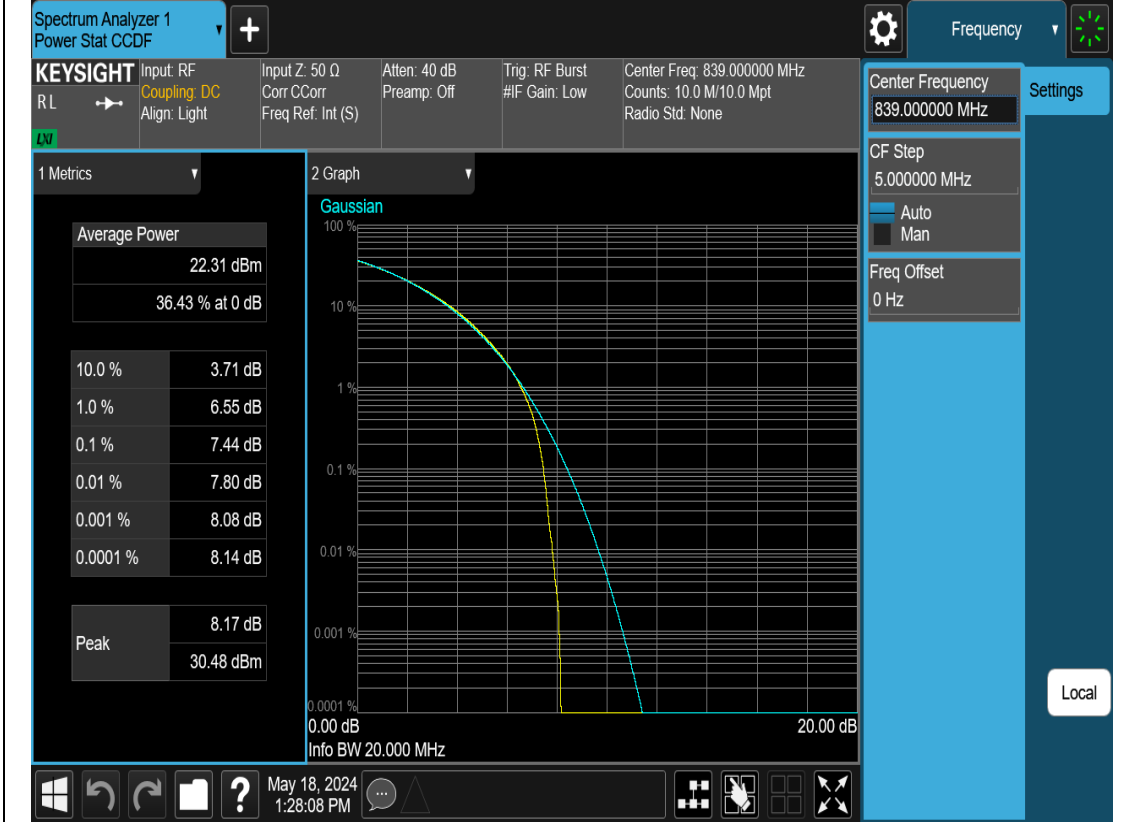 Spectrum Analyzer 1
Power Stat CCDF
Frequency
KEYSIGHT
RL
LXI
Input: RF
Coupling: DC
Align: Light
Input Z: 50 Ω
Corr CCorr
Freq Ref: Int (S)
Atten: 40 dB
Preamp: Off
Trig: RF Burst
#IF Gain: Low
Center Freq: 839.000000 MHz
Counts: 10.0 M/10.0 Mpt
Radio Std: None
Center Frequency
839.000000 MHz
Settings
CF Step
5.000000 MHz
Auto
Man
Freq Offset
0 Hz
Local
1 Metrics
Average Power
22.31 dBm
36.43 % at 0 dB
10.0 % 3.71 dB
1.0 % 6.55 dB
0.1 % 7.44 dB
0.01 % 7.80 dB
0.001 % 8.08 dB
0.0001 % 8.14 dB
Peak
8.17 dB
30.48 dBm
2 Graph
Gaussian
100 %
10 %
1 %
0.1 %
0.01 %
0.001 %
0.0001 %
0.00 dB 20.00 dB
Info BW 20.000 MHz
?
May 18, 2024
1:28:08 PM